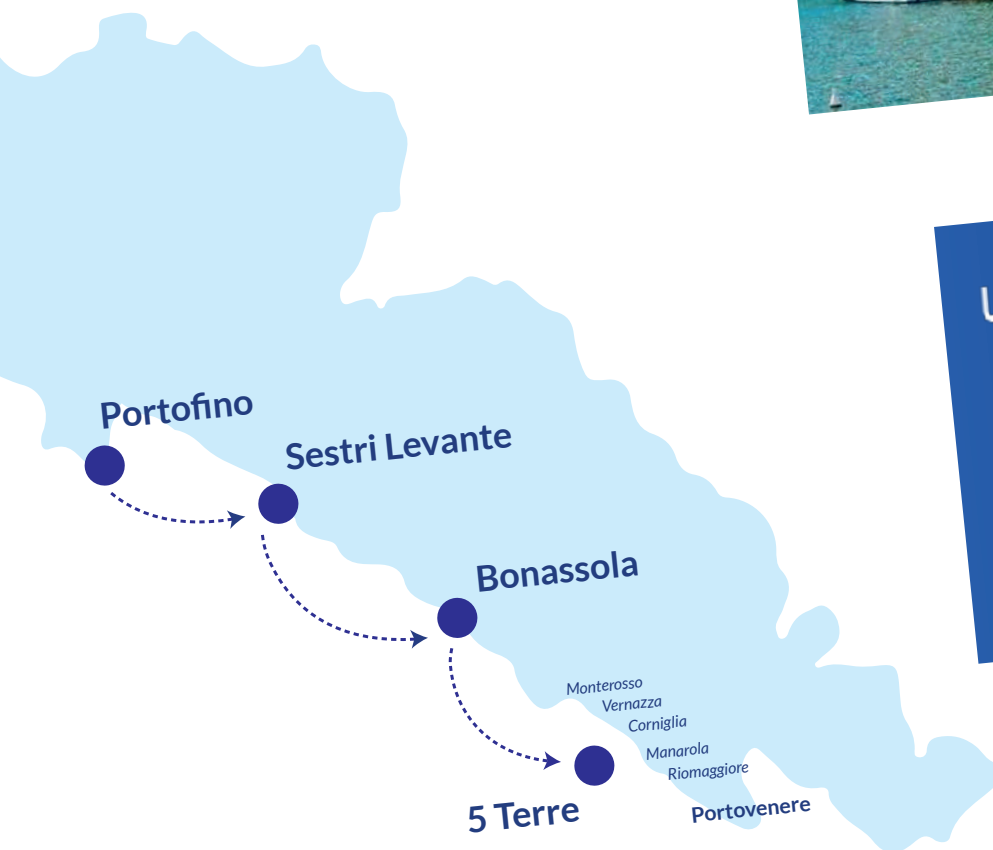 Portofino
Sestri Levante
Bonassola
Monterosso
Vernazza
Corniglia
Manarola
Riomaggiore
5 Terre
Portovenere